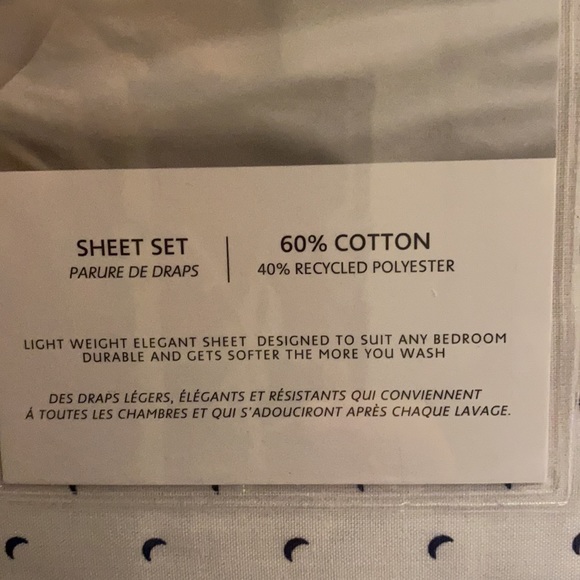 SHEET SET
PARURE DE DRAPS
60% COTTON
40% RECYCLED POLYESTER
LIGHT WEIGHT ELEGANT SHEET DESIGNED TO SUIT ANY BEDROOM
DURABLE AND GETS SOFTER THE MORE YOU WASH
DES DRAPS LÉGERS, ÉLÉGANTS ET RÉSISTANTS QUI CONVIENNENT
À TOUTES LES CHAMBRES ET QUI S'ADOUCIRONT APRÈS CHAQUE LAVAGE.